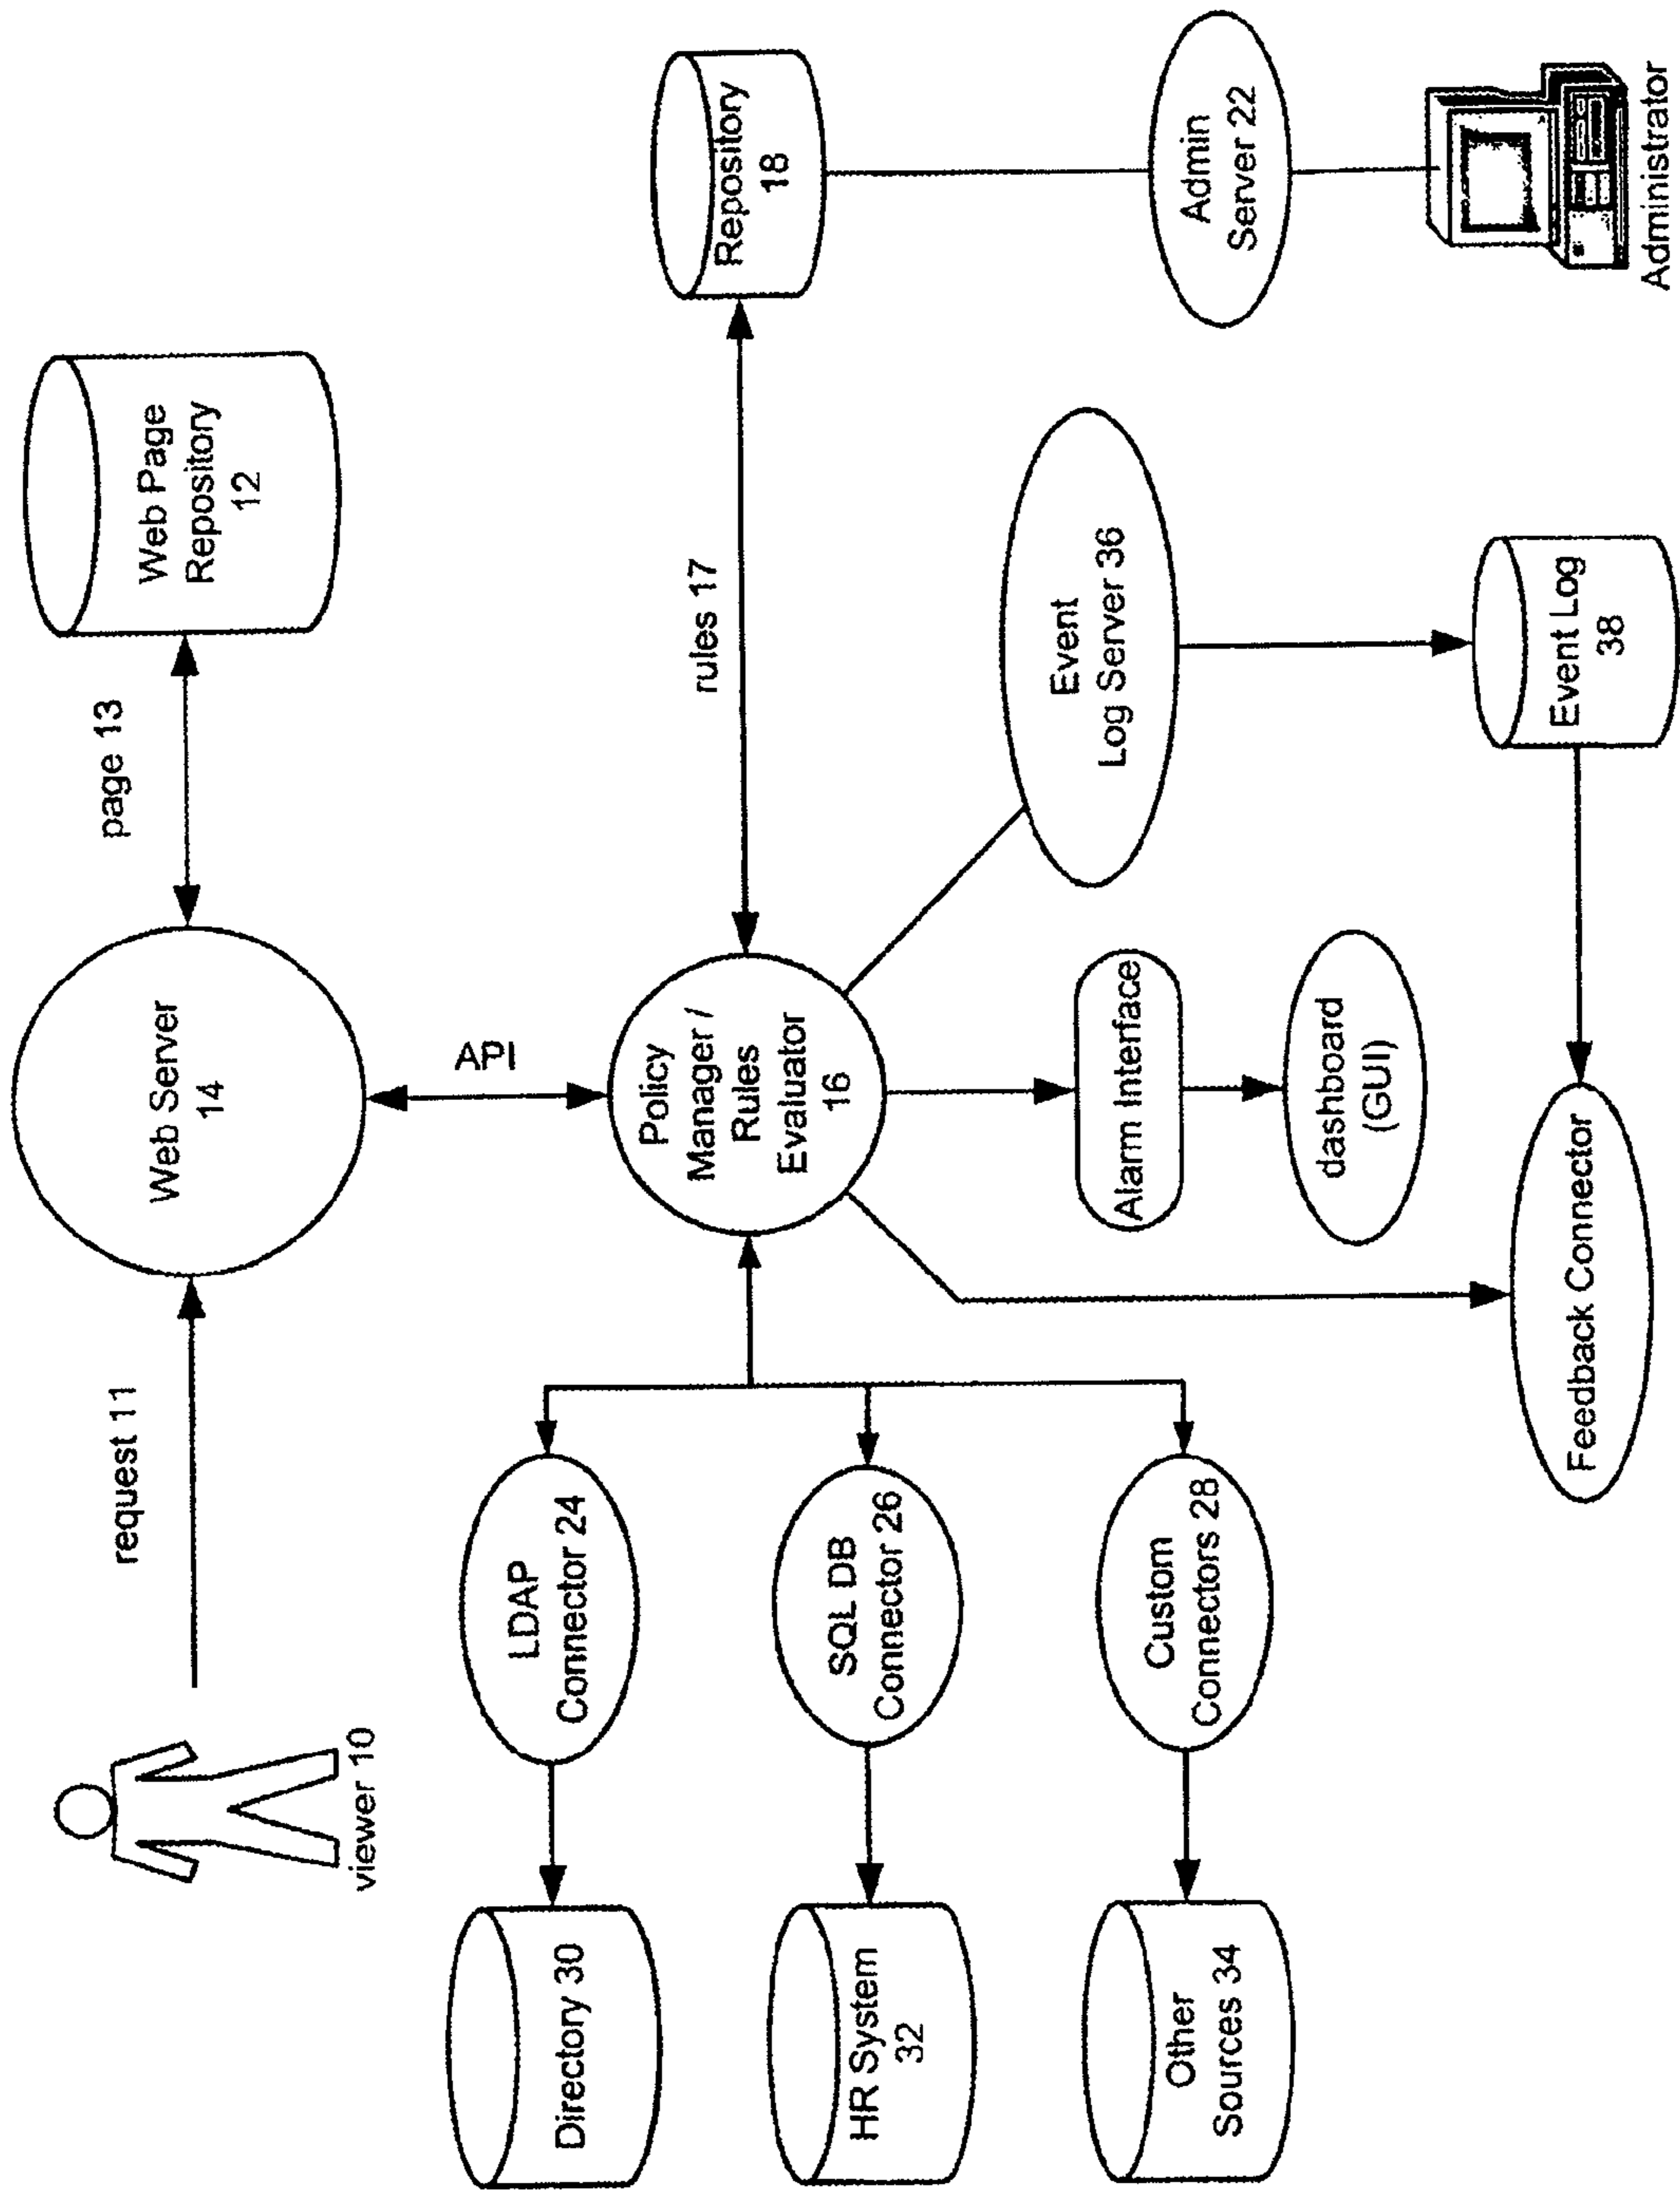 viewer 10
request 11
Web Server
14
page 13
Web Page
Repository
12
API
Policy
Manager /
Rules
Evaluator
16
rules 17
Repository
18
Admin
Server 22
Administrator
LDAP
Connector 24
Directory 30
SQL DB
Connector 26
HR System
32
Custom
Connectors 28
Other
Sources 34
Alarm Interface
dashboard
(GUI)
Event
Log Server 36
Event Log
38
Feedback Connector